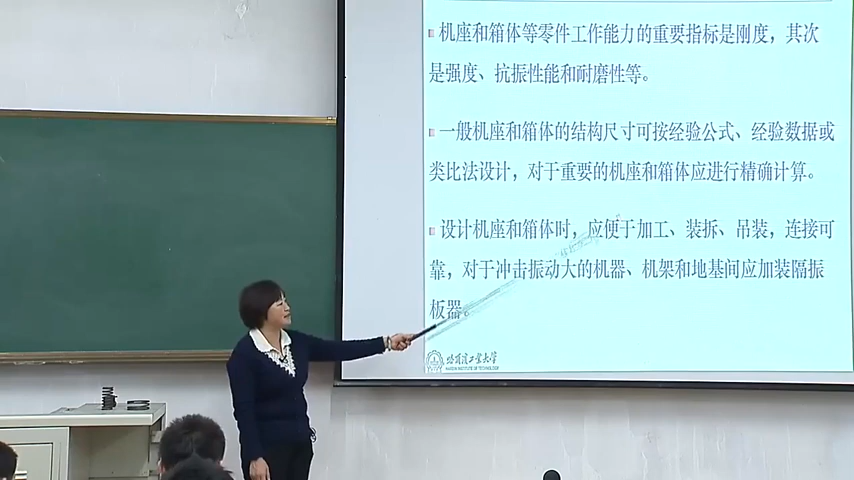 机座和箱体等零件工作能力的重要指标是刚度，其次
是强度、抗振性能和耐磨性等。
一般机座和箱体的结构尺寸可按经验公式、经验数据或
类比法设计，对于重要的机座和箱体应进行精确计算。
设计机座和箱体时，应便于加工、装拆、吊装，连接可
靠，对于冲击振动大的机器、机架和地基间应加装隔振
板器。
哈尔滨工业大学
HARBIN INSTITUTE OF TECHNOLOGY